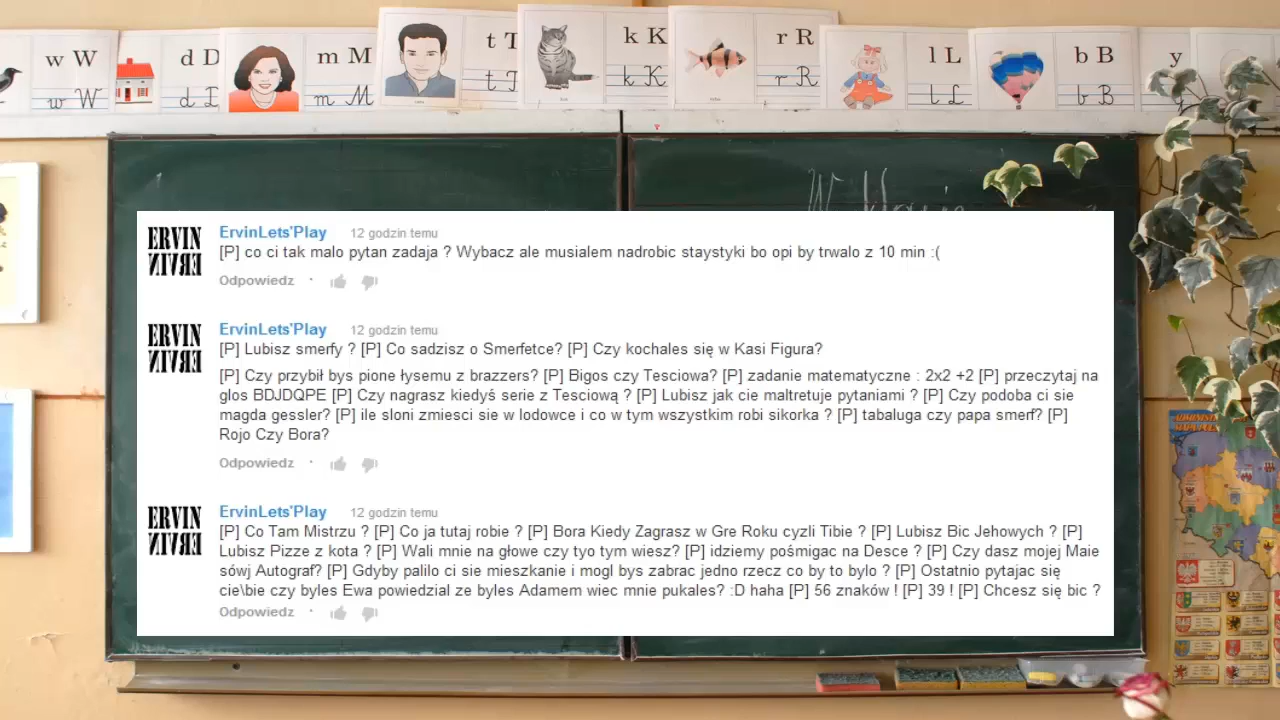 w W
d D
m M
t T
k K
r R
l L
b B
y
w W
d D
m M
t T
k K
r R
l L
b B
W klasie
ERVIN
ERVIN
ErvinLets'Play 12 godzin temu
[P] co ci tak malo pytan zadaja ? Wybacz ale musialem nadrobic staystyki bo opi by trwalo z 10 min :(
Odpowiedz ·
ERVIN
ERVIN
ErvinLets'Play 12 godzin temu
[P] Lubisz smerfy ? [P] Co sadzisz o Smerfetce? [P] Czy kochales się w Kasi Figura?
[P] Czy przybił bys pione łysemu z brazzers? [P] Bigos czy Tesciowa? [P] zadanie matematyczne : 2x2 +2 [P] przeczytaj na
glos BDJDQPE [P] Czy nagrasz kiedyś serie z Tesciową ? [P] Lubisz jak cie maltretuje pytaniami ? [P] Czy podoba ci sie
magda gessler? [P] ile sloni zmiesci sie w lodowce i co w tym wszystkim robi sikorka ? [P] tabaluga czy papa smerf? [P]
Rojo Czy Bora?
Odpowiedz ·
ERVIN
ERVIN
ErvinLets'Play 12 godzin temu
[P] Co Tam Mistrzu ? [P] Co ja tutaj robie ? [P] Bora Kiedy Zagrasz w Gre Roku cyzli Tibie ? [P] Lubisz Bic Jehowych ? [P]
Lubisz Pizze z kota ? [P] Wali mnie na głowe czy tyo tym wiesz? [P] idziemy pośmigac na Desce ? [P] Czy dasz mojej Maie
sówj Autograf? [P] Gdyby palilo ci sie mieszkanie i mogl bys zabrac jedno rzecz co by to bylo ? [P] Ostatnio pytajac się
cie\bie czy byles Ewa powiedzial ze byles Adamem wiec mnie pukales? :D haha [P] 56 znaków ! [P] 39 ! [P] Chcesz się bic ?
Odpowiedz ·